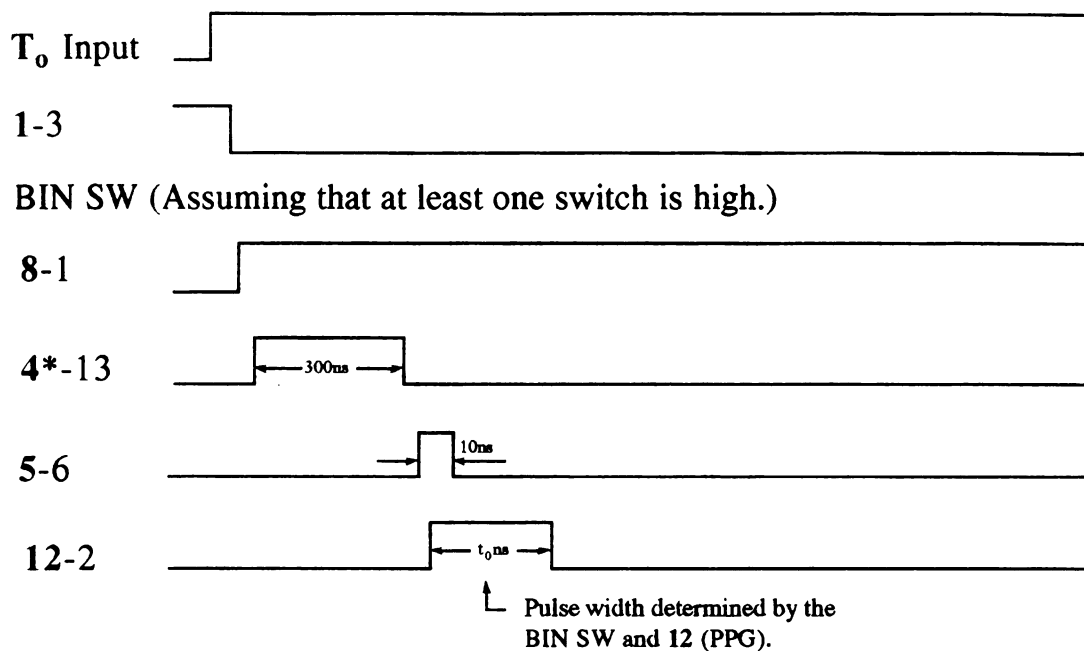 T₀ Input
1-3
BIN SW (Assuming that at least one switch is high.)
8-1
4*-13
300ns
5-6
10ns
12-2
t₀ns
Pulse width determined by the
BIN SW and 12 (PPG).